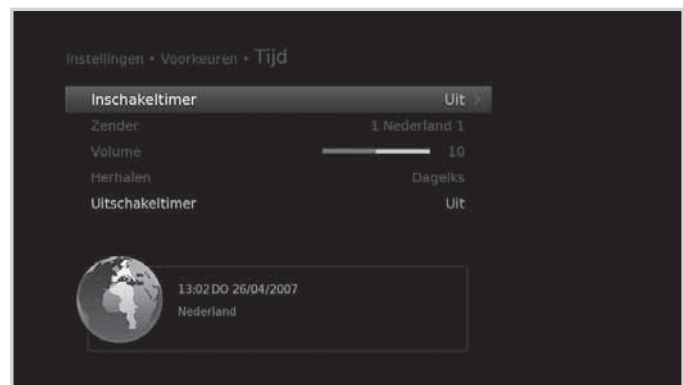 Instellingen • Voorkeuren • Tijd
Inschakeltimer Uit >
Zender 1 Nederland 1
Volume 10
Herhalen Dagelks
Uitschakeltimer Uit
13:02 DO 26/04/2007
Nederland